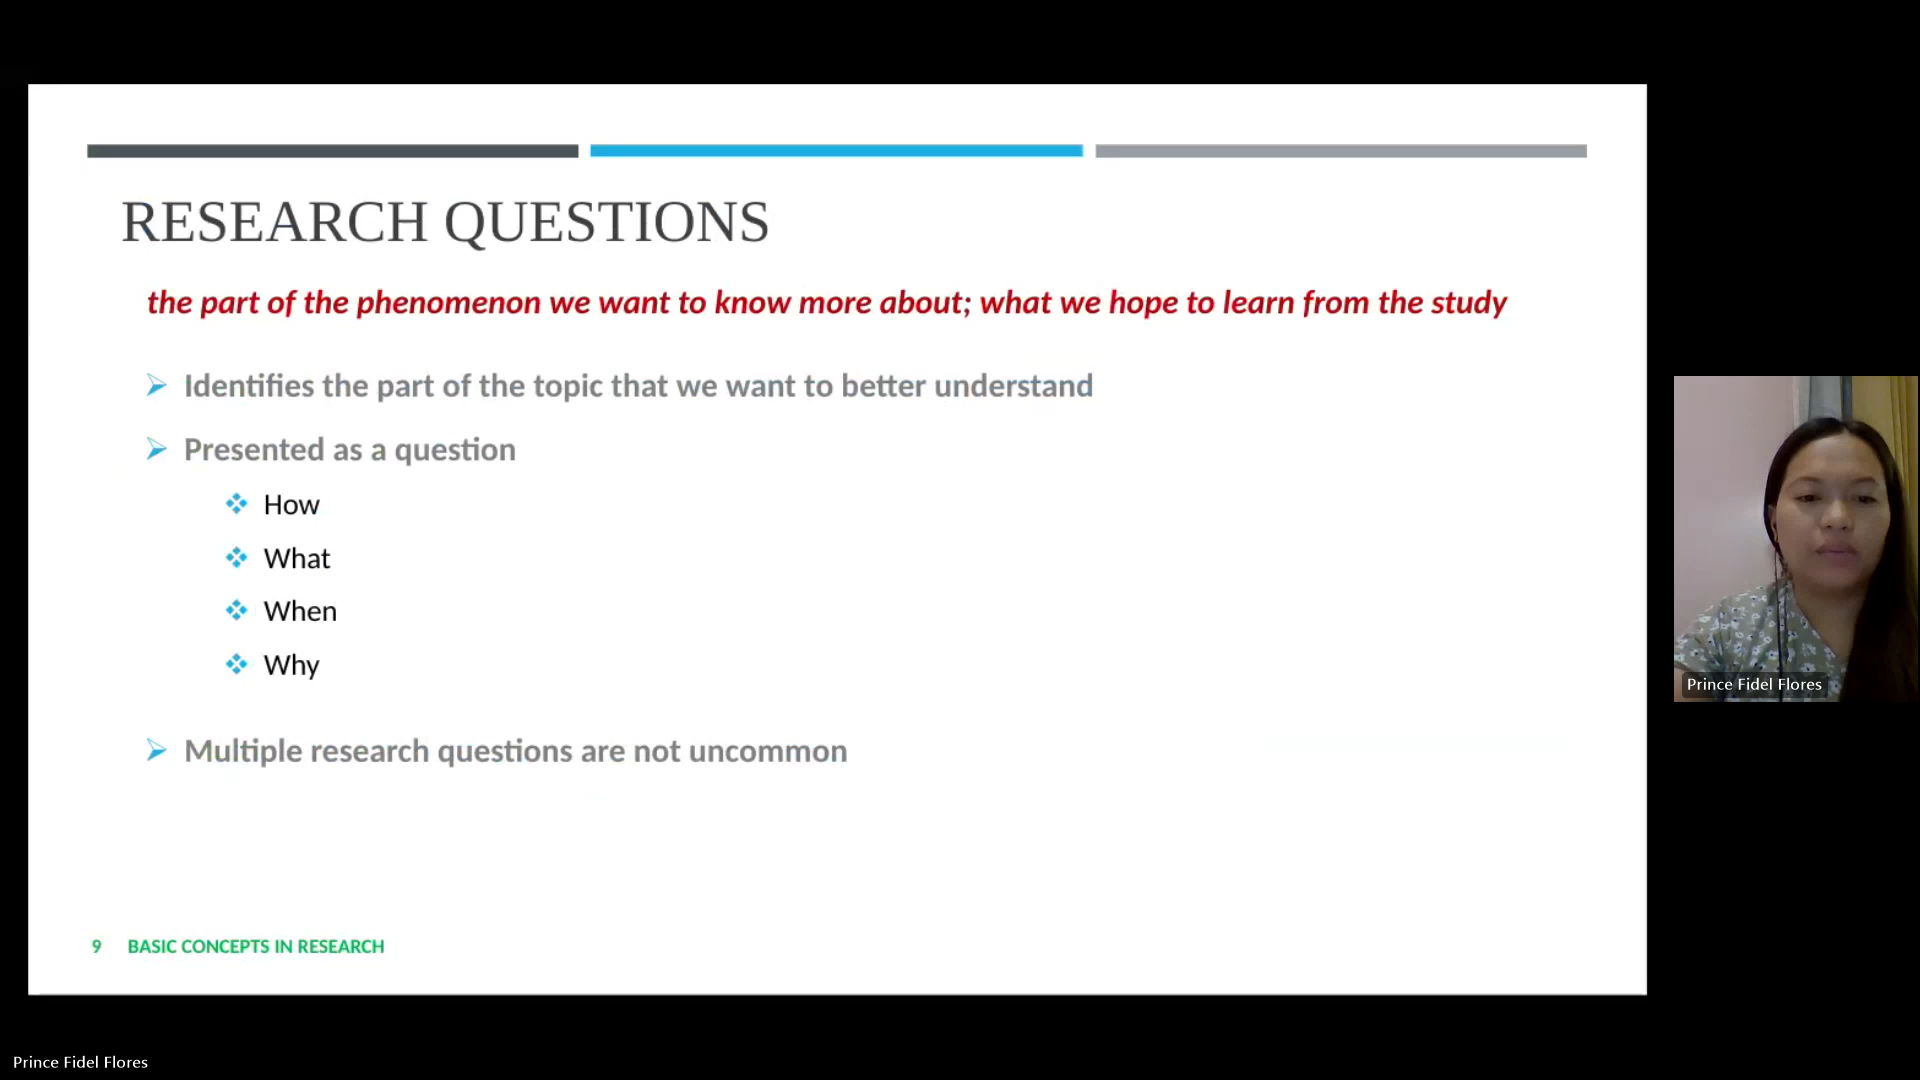 RESEARCH QUESTIONS
the part of the phenomenon we want to know more about; what we hope to learn from the study
Identifies the part of the topic that we want to better understand
Presented as a question
How
What
When
Why
Multiple research questions are not uncommon
9 BASIC CONCEPTS IN RESEARCH
Prince Fidel Flores
Prince Fidel Flores